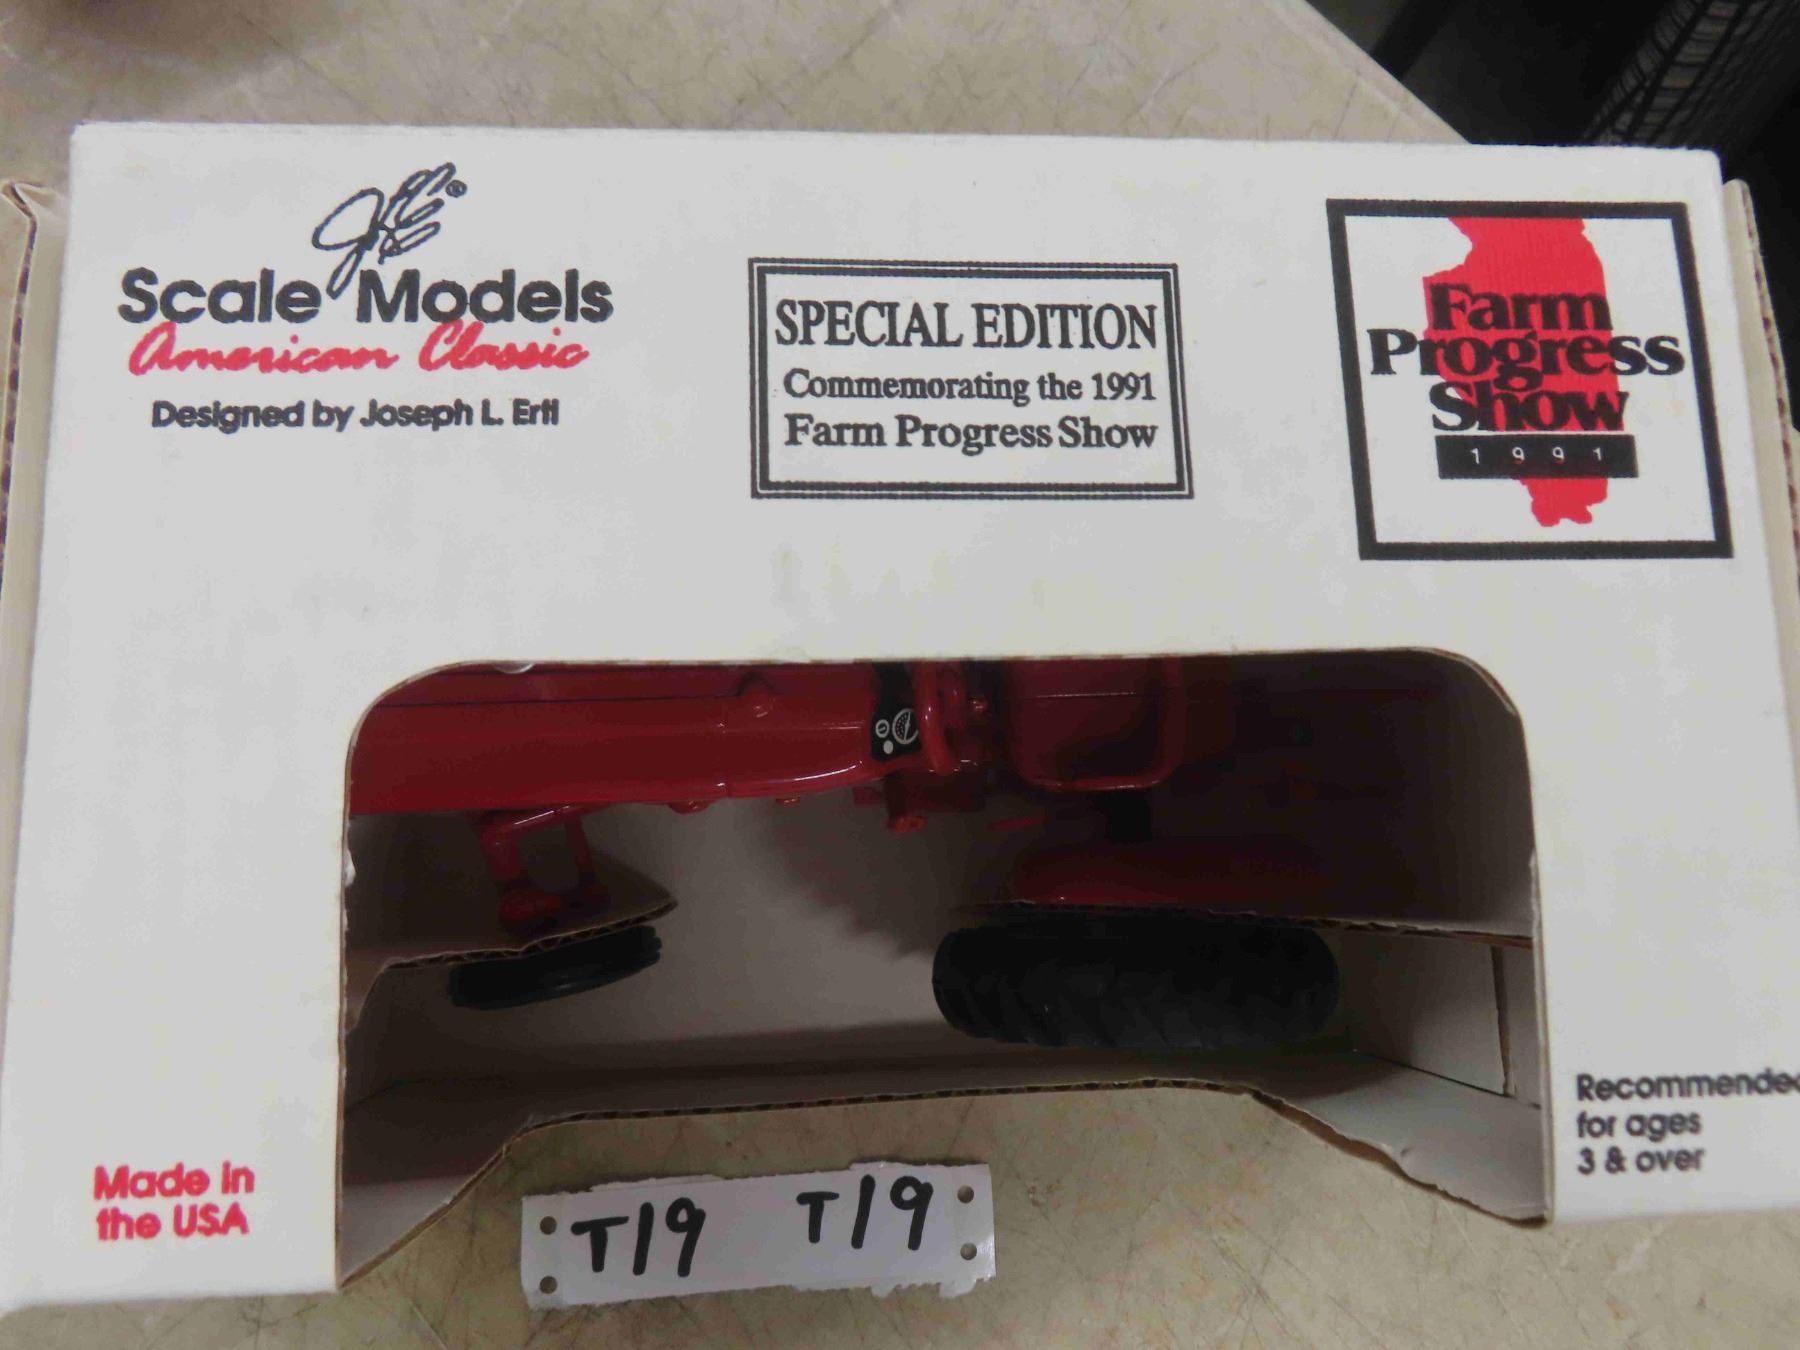 JLE®
Scale Models
American Classic
Designed by Joseph L. Ertl
SPECIAL EDITION
Commemorating the 1991
Farm Progress Show
Farm
Progress
Show
1991
Made in
the USA
Recommended
for ages
3 & over
T19 T19